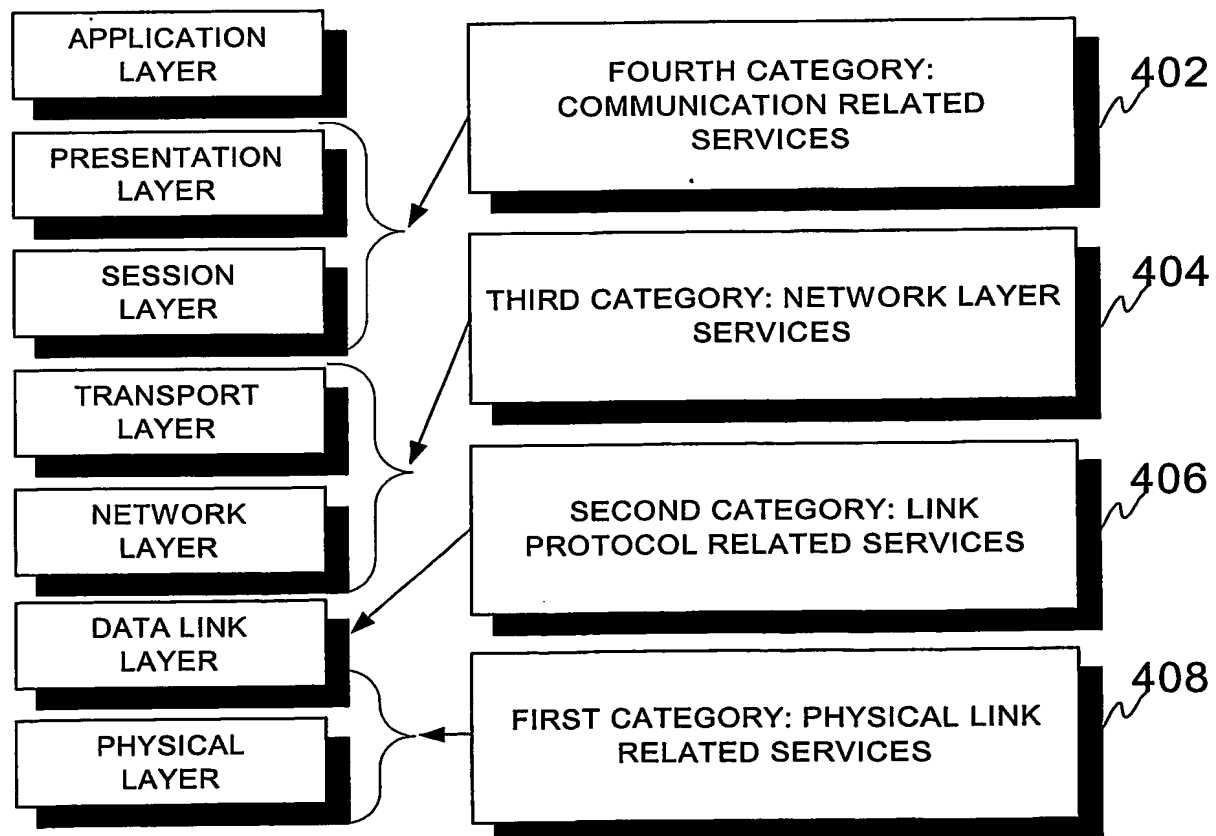 APPLICATION
LAYER
PRESENTATION
LAYER
SESSION
LAYER
TRANSPORT
LAYER
NETWORK
LAYER
DATA LINK
LAYER
PHYSICAL
LAYER
FOURTH CATEGORY:
COMMUNICATION RELATED
SERVICES
402
THIRD CATEGORY: NETWORK LAYER
SERVICES
404
SECOND CATEGORY: LINK
PROTOCOL RELATED SERVICES
406
FIRST CATEGORY: PHYSICAL LINK
RELATED SERVICES
408